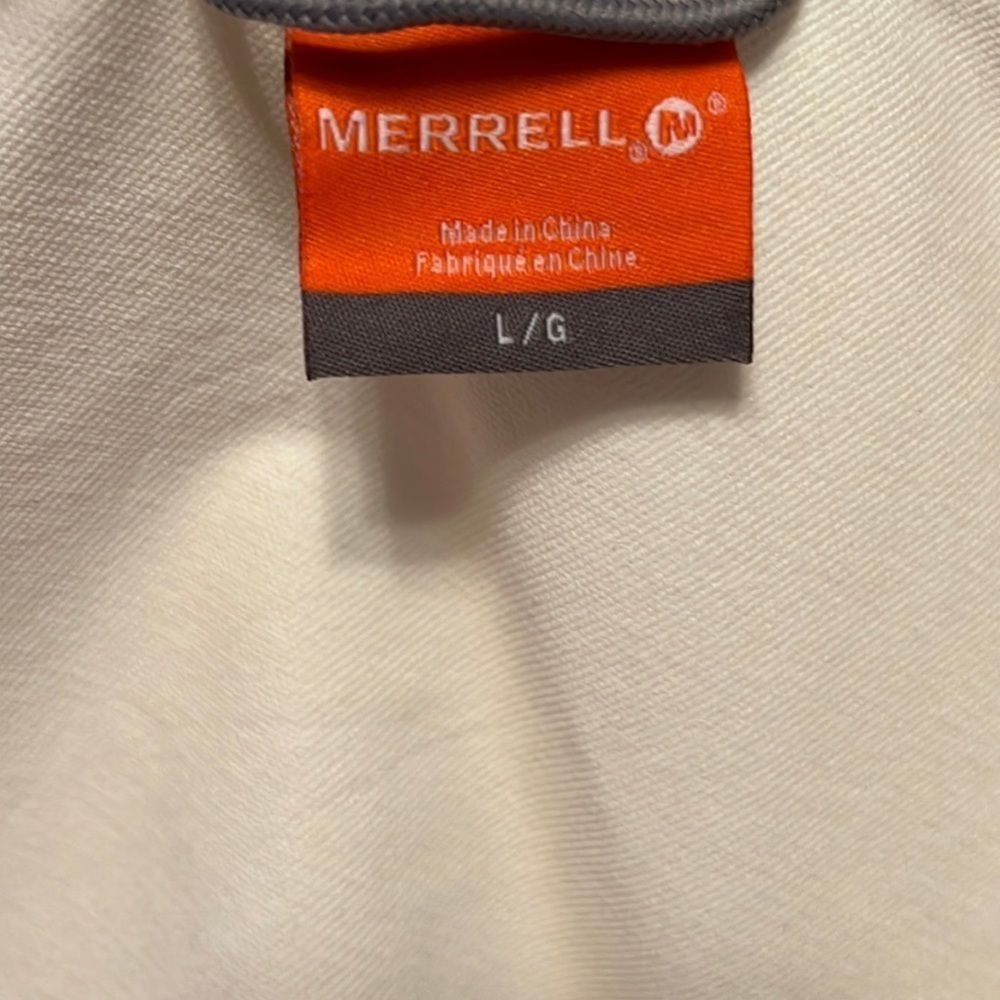 MERRELL® M®
Made in China
Fabriqué en Chine
L/G